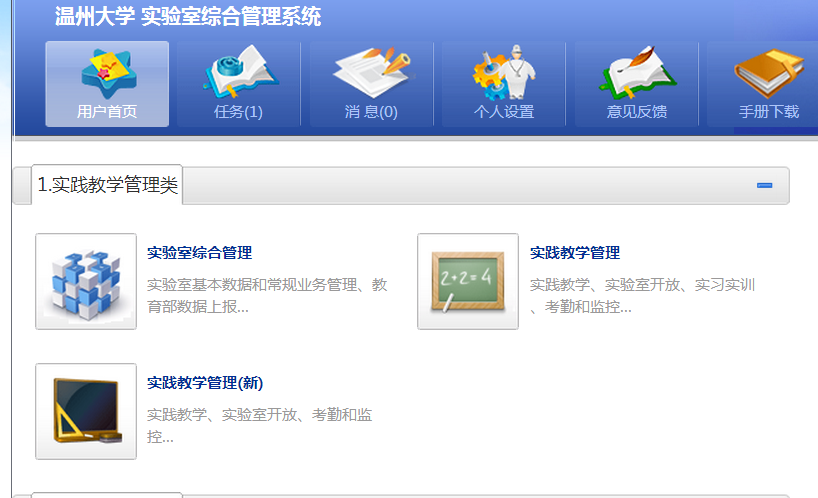 温州大学 实验室综合管理系统
用户首页
任务(1)
消 息(0)
个人设置
意见反馈
手册下载
1.实践教学管理类
实验室综合管理
实验室基本数据和常规业务管理、教
育部数据上报...
实践教学管理
2+2=4
实践教学、实验室开放、实习实训
、考勤和监控...
实践教学管理(新)
实践教学、实验室开放、考勤和监
控...